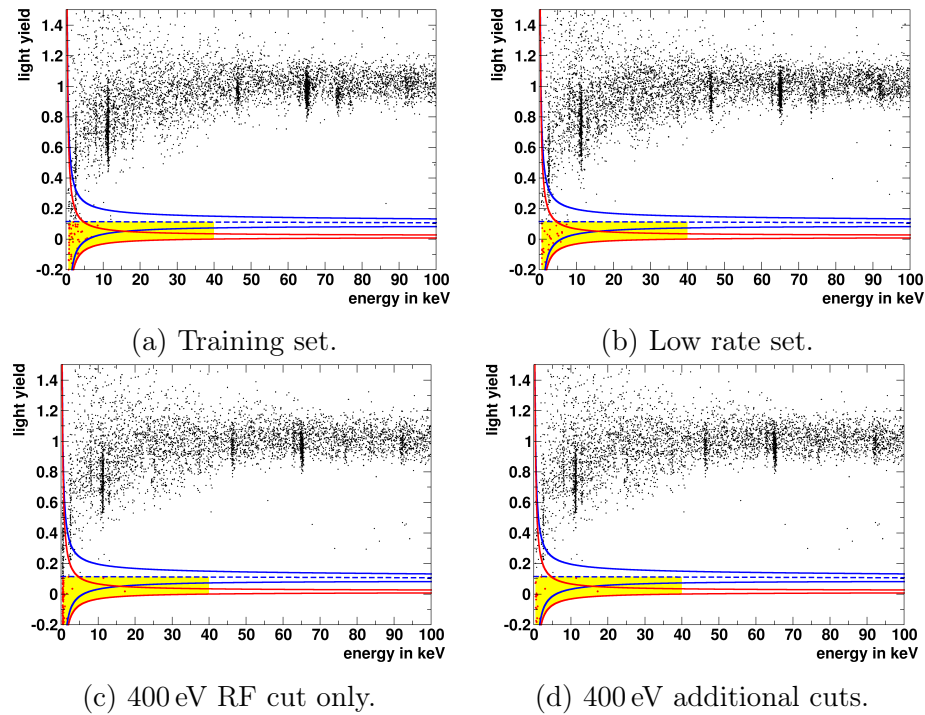 light yield
1.4
1.2
1
0.8
0.6
0.4
0.2
0
-0.2
0 10 20 30 40 50 60 70 80 90 100
energy in keV
(a) Training set.
light yield
1.4
1.2
1
0.8
0.6
0.4
0.2
0
-0.2
0 10 20 30 40 50 60 70 80 90 100
energy in keV
(b) Low rate set.
light yield
1.4
1.2
1
0.8
0.6
0.4
0.2
0
-0.2
0 10 20 30 40 50 60 70 80 90 100
energy in keV
(c) 400 eV RF cut only.
light yield
1.4
1.2
1
0.8
0.6
0.4
0.2
0
-0.2
0 10 20 30 40 50 60 70 80 90 100
energy in keV
(d) 400 eV additional cuts.